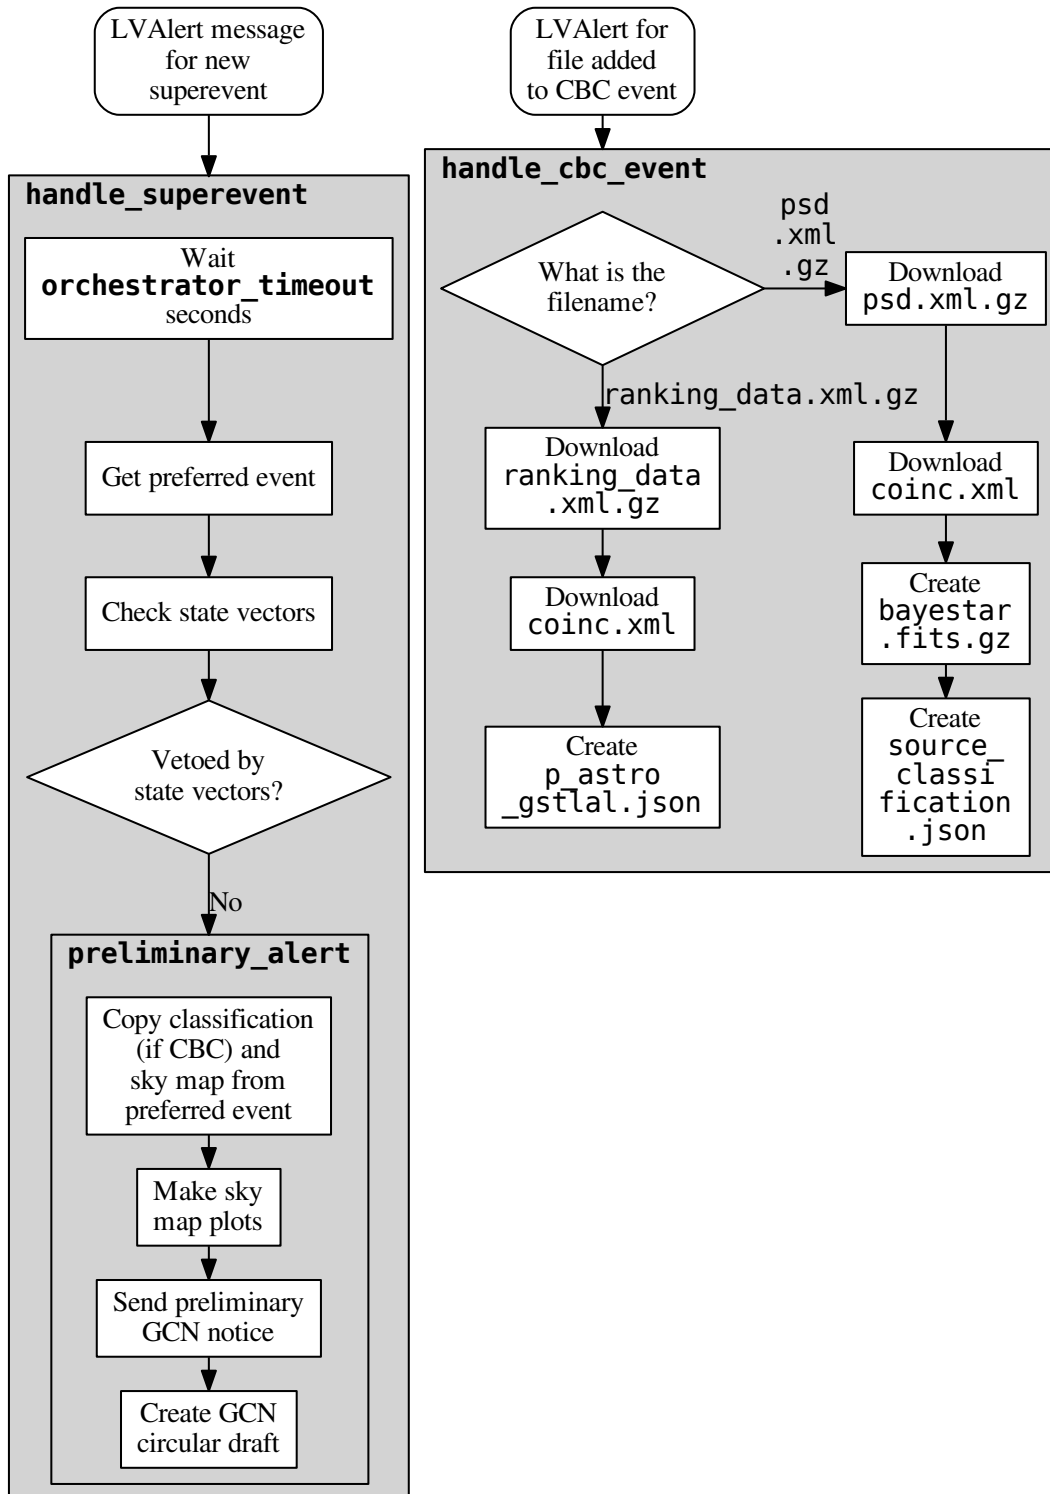 LVAlert message
for new
superevent
handle_superevent
Wait
orchestrator_timeout
seconds
Get preferred event
Check state vectors
Vetoed by
state vectors?
No
preliminary_alert
Copy classification
(if CBC) and
sky map from
preferred event
Make sky
map plots
Send preliminary
GCN notice
Create GCN
circular draft
LVAlert for
file added
to CBC event
handle_cbc_event
What is the
filename?
psd
.xml
.gz
ranking_data.xml.gz
Download
ranking_data
.xml.gz
Download
coinc.xml
Create
p_astro
_gstlal.json
Download
psd.xml.gz
Download
coinc.xml
Create
bayestar
.fits.gz
Create
source_
classi
fication
.json